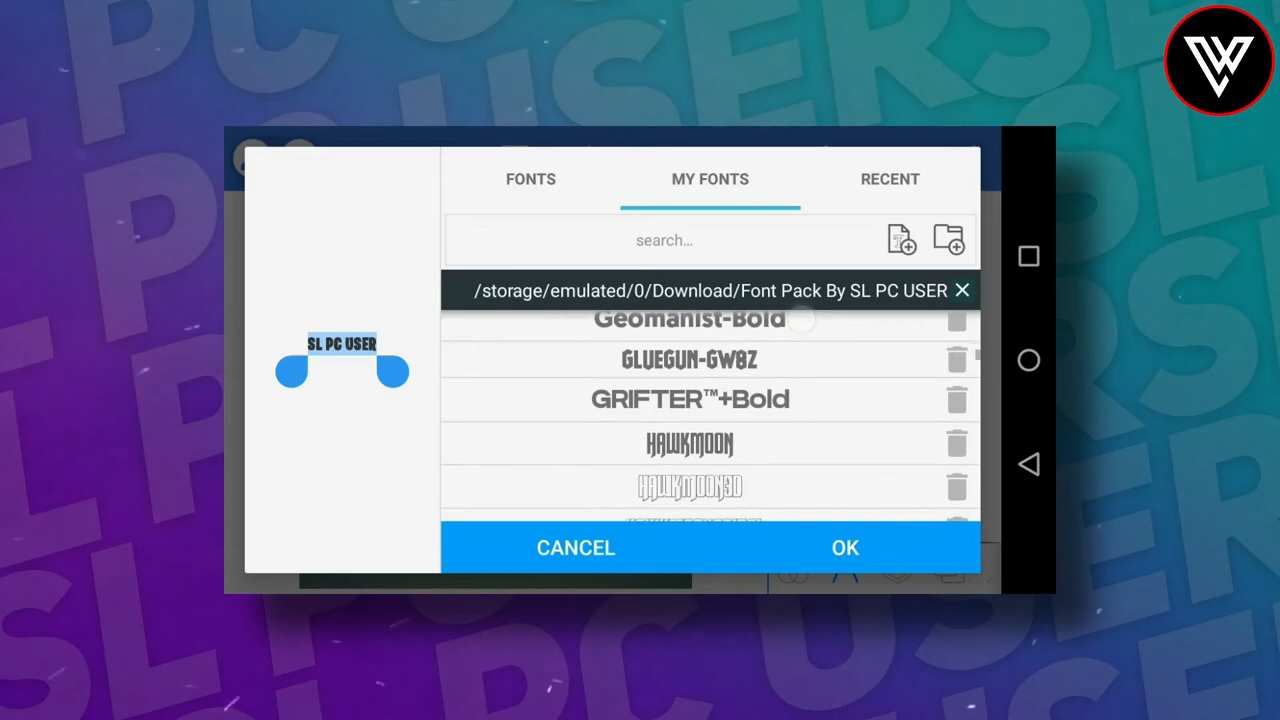 FONTS
MY FONTS
RECENT
search...
/storage/emulated/0/Download/Font Pack By SL PC USER
Geomanist-Bold
SL PC USER
GLUEGUN-GW8Z
GRIFTER™+Bold
HAWKMOON
HAWKMOON3D
CANCEL
OK